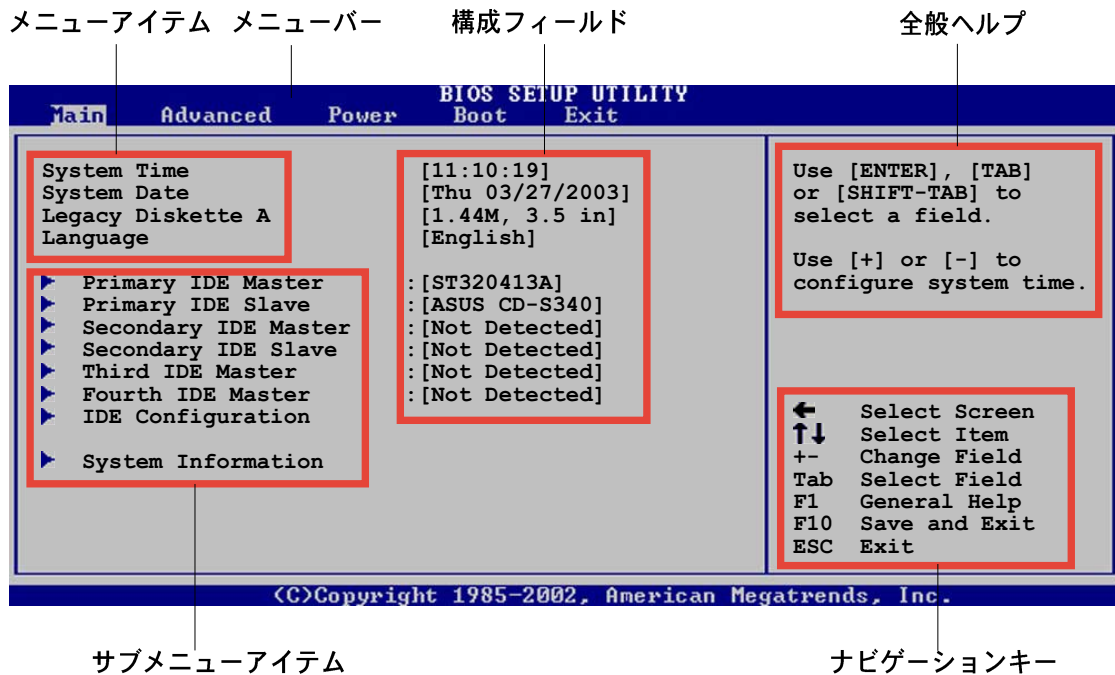 メニューアイテム メニューバー 構成フィールド 全般ヘルプ
BIOS SETUP UTILITY
Main Advanced Power Boot Exit
System Time [11:10:19]
System Date [Thu 03/27/2003]
Legacy Diskette A [1.44M, 3.5 in]
Language [English]
Primary IDE Master :[ST320413A]
Primary IDE Slave :[ASUS CD-S340]
Secondary IDE Master :[Not Detected]
Secondary IDE Slave :[Not Detected]
Third IDE Master :[Not Detected]
Fourth IDE Master :[Not Detected]
IDE Configuration
System Information
Use [ENTER], [TAB]
or [SHIFT-TAB] to
select a field.
Use [+] or [-] to
configure system time.
← Select Screen
↑↓ Select Item
+- Change Field
Tab Select Field
F1 General Help
F10 Save and Exit
ESC Exit
(C)Copyright 1985-2002, American Megatrends, Inc.
サブメニューアイテム ナビゲーションキー